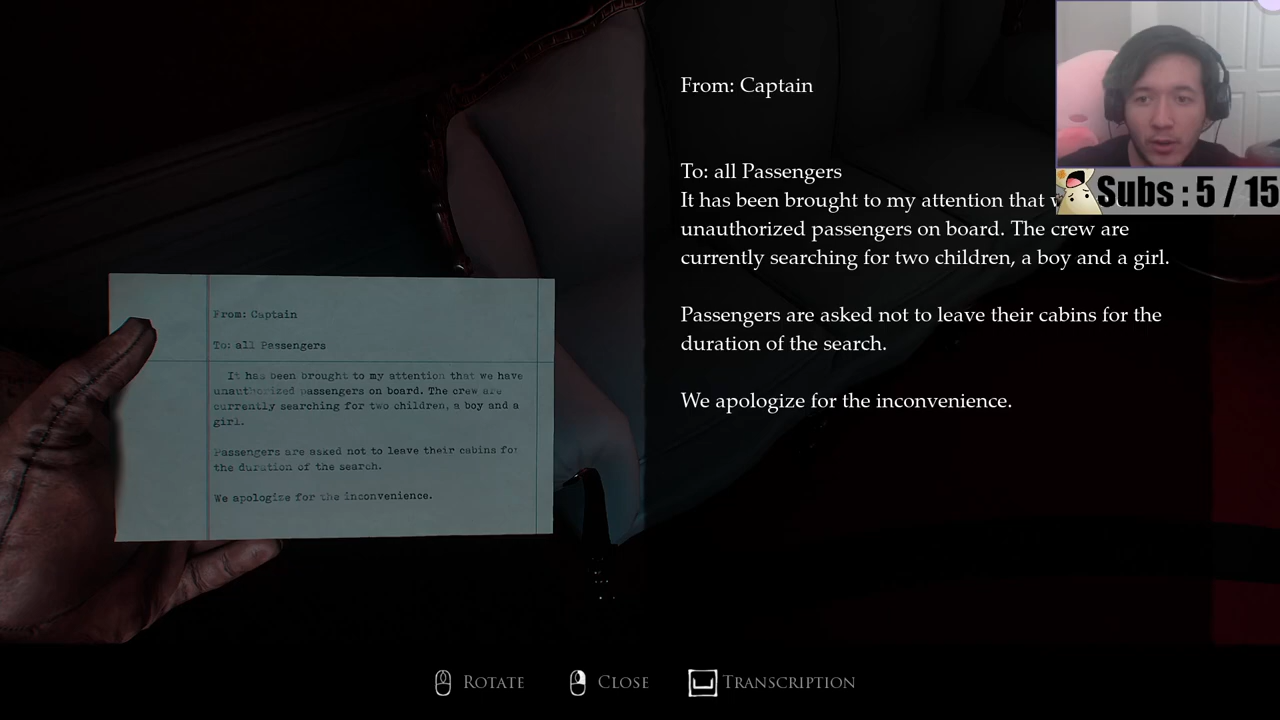 From: Captain
To: all Passengers
It has been brought to my attention that we have
unauthorized passengers on board. The crew are
currently searching for two children, a boy and a
girl.
Passengers are asked not to leave their cabins for
the duration of the search.
We apologize for the inconvenience.
From: Captain
To: all Passengers
It has been brought to my attention that
unauthorized passengers on board. The crew are
currently searching for two children, a boy and a girl.
Passengers are asked not to leave their cabins for the
duration of the search.
We apologize for the inconvenience.
Subs : 5 / 15
ROTATE
CLOSE
TRANSCRIPTION